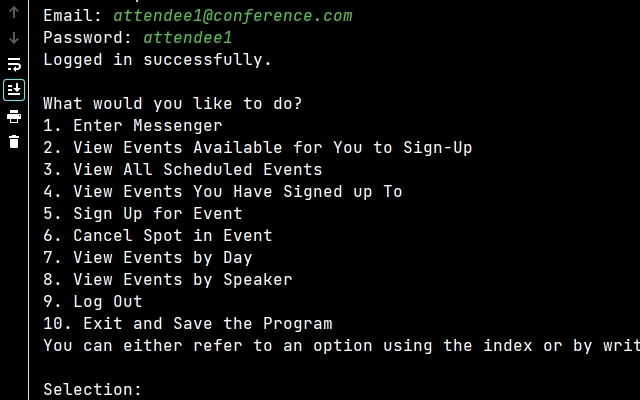 Email: attendee1@conference.com
Password: attendee1
Logged in successfully.
What would you like to do?
1. Enter Messenger
2. View Events Available for You to Sign-Up
3. View All Scheduled Events
4. View Events You Have Signed up To
5. Sign Up for Event
6. Cancel Spot in Event
7. View Events by Day
8. View Events by Speaker
9. Log Out
10. Exit and Save the Program
You can either refer to an option using the index or by writ
Selection: